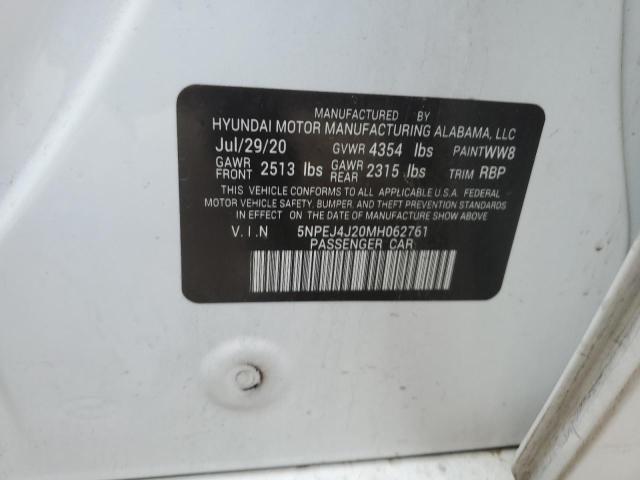 MANUFACTURED BY
HYUNDAI MOTOR MANUFACTURING ALABAMA, LLC
Jul/29/20 GVWR 4354 lbs PAINT WW8
GAWR FRONT 2513 lbs GAWR REAR 2315 lbs TRIM RBP
THIS VEHICLE CONFORMS TO ALL APPLICABLE U.S.A. FEDERAL
MOTOR VEHICLE SAFETY, BUMPER, AND THEFT PREVENTION STANDARDS
IN EFFECT ON THE DATE OF MANUFACTURE SHOW ABOVE.
V.I.N 5NPEJ4J20MH062761
PASSENGER CAR